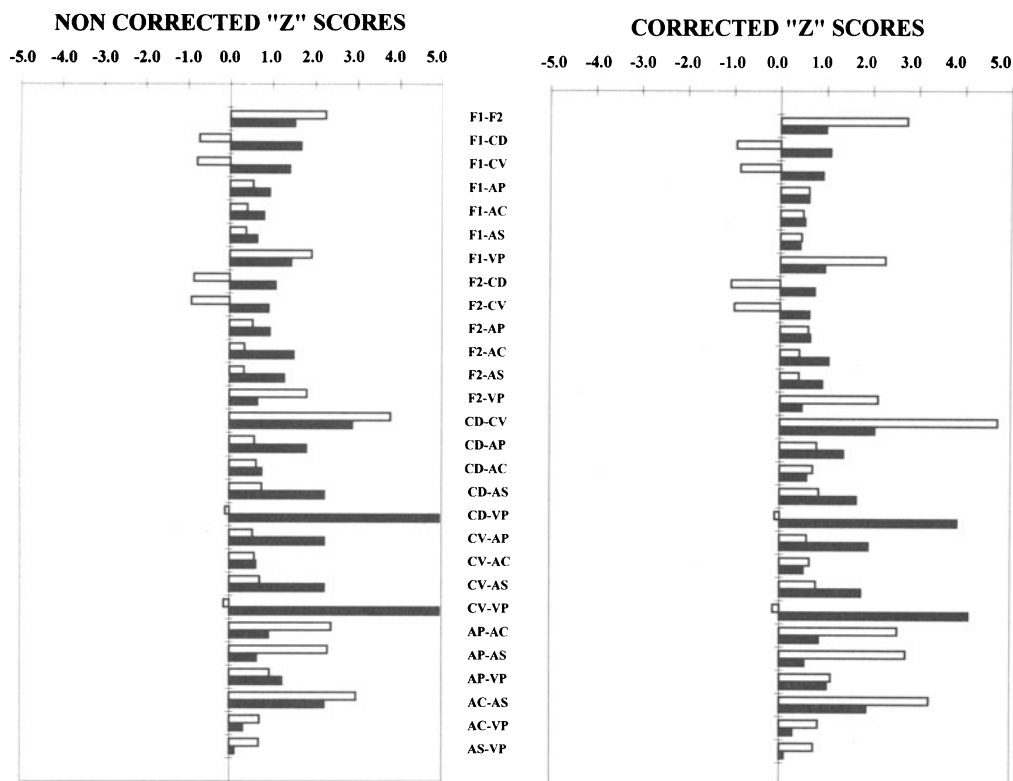 NON CORRECTED "Z" SCORES
CORRECTED "Z" SCORES
-5.0 -4.0 -3.0 -2.0 -1.0 0.0 1.0 2.0 3.0 4.0 5.0
-5.0 -4.0 -3.0 -2.0 -1.0 0.0 1.0 2.0 3.0 4.0 5.0
F1-F2
F1-CD
F1-CV
F1-AP
F1-AC
F1-AS
F1-VP
F2-CD
F2-CV
F2-AP
F2-AC
F2-AS
F2-VP
CD-CV
CD-AP
CD-AC
CD-AS
CD-VP
CV-AP
CV-AC
CV-AS
CV-VP
AP-AC
AP-AS
AP-VP
AC-AS
AC-VP
AS-VP